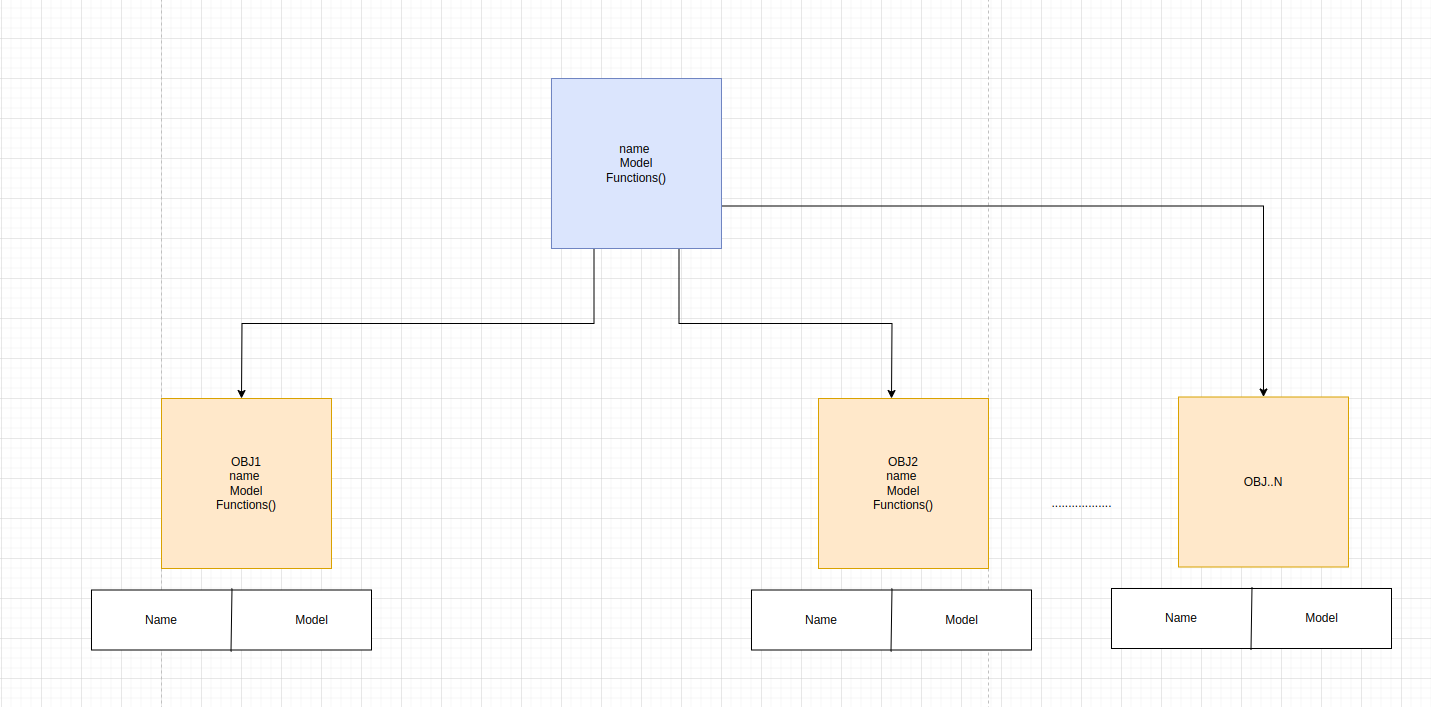 name
Model
Functions()
OBJ1
name
Model
Functions()
OBJ2
name
Model
Functions()
..................
OBJ..N
Name
Model
Name
Model
Name
Model